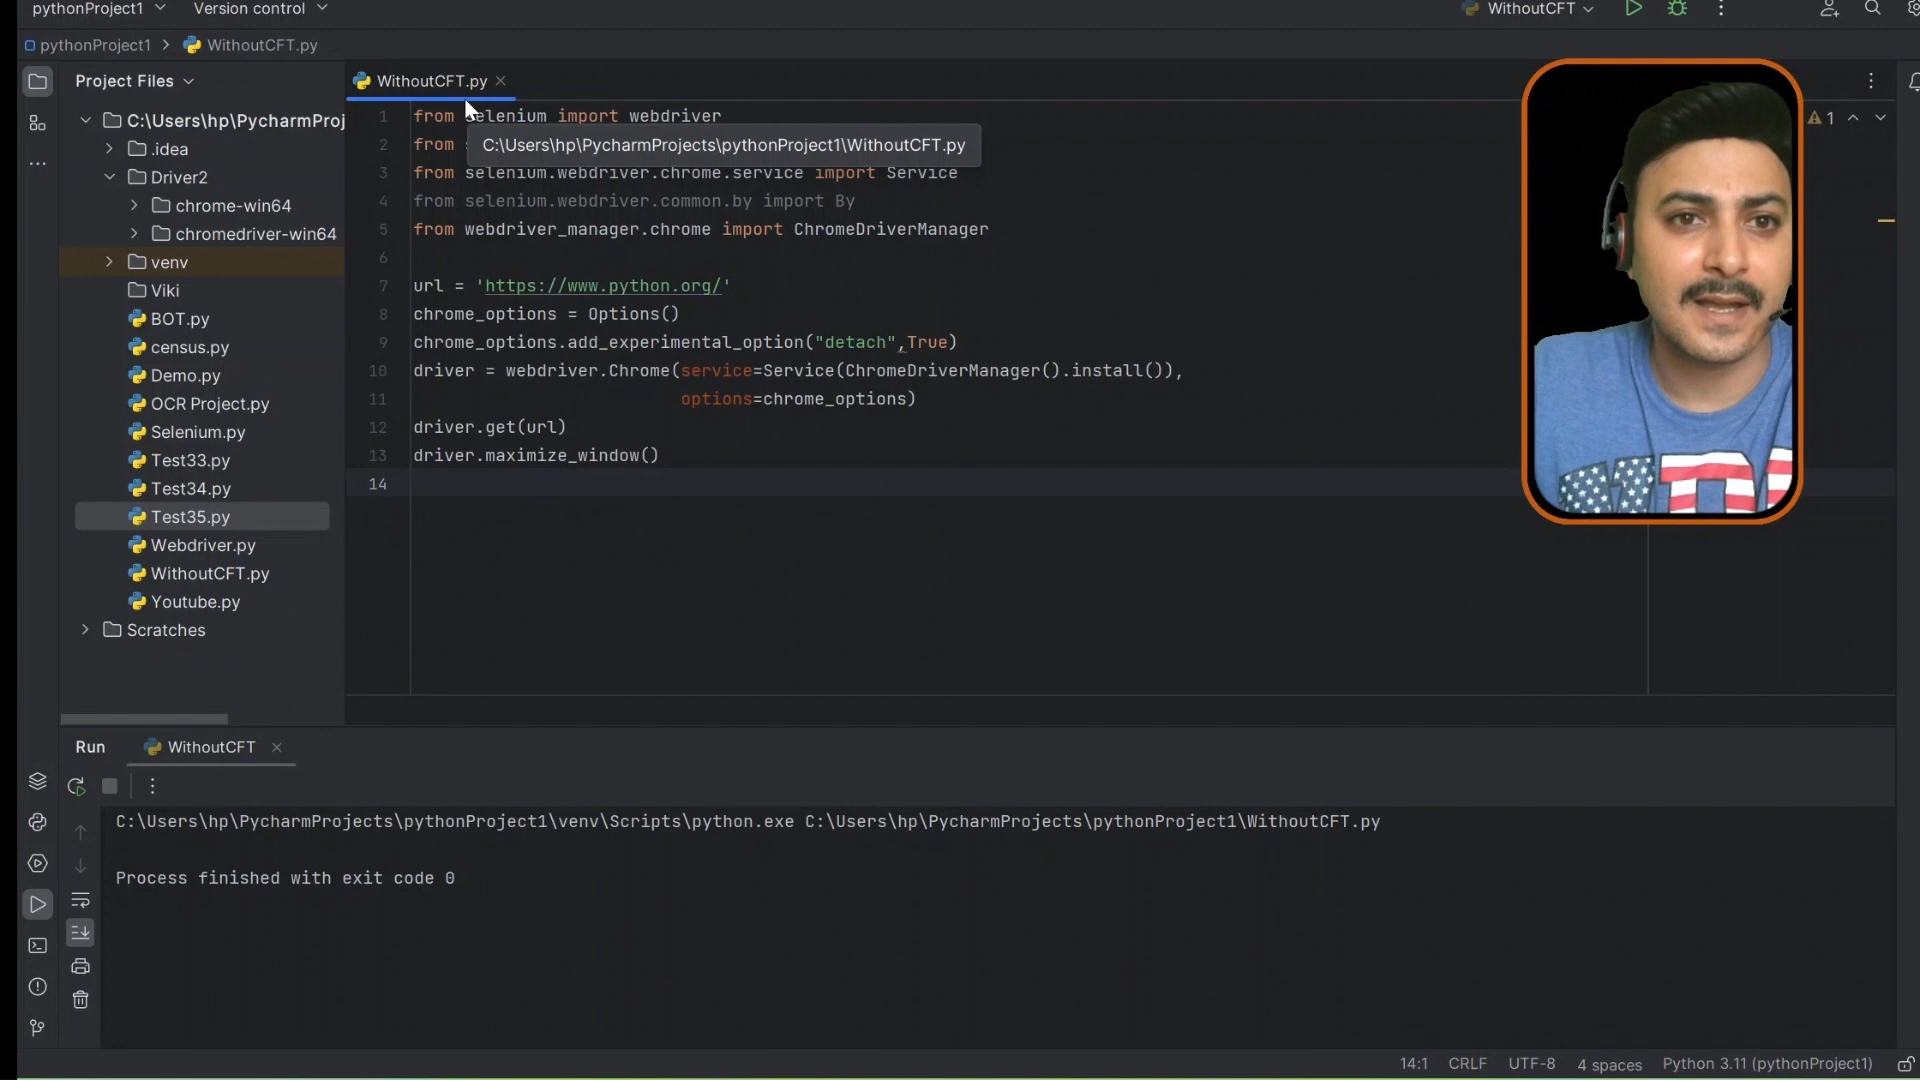 pythonProject1
Version control
WithoutCFT
pythonProject1 > WithoutCFT.py
Project Files
WithoutCFT.py
C:\Users\hp\PycharmProj
.idea
Driver2
chrome-win64
chromedriver-win64
venv
Viki
BOT.py
census.py
Demo.py
OCR Project.py
Selenium.py
Test33.py
Test34.py
Test35.py
Webdriver.py
WithoutCFT.py
Youtube.py
Scratches
1 from selenium import webdriver
2 from
C:\Users\hp\PycharmProjects\pythonProject1\WithoutCFT.py
3 from selenium.webdriver.chrome.service import Service
4 from selenium.webdriver.common.by import By
5 from webdriver_manager.chrome import ChromeDriverManager
6
7 url = 'https://www.python.org/'
8 chrome_options = Options()
9 chrome_options.add_experimental_option("detach",True)
10 driver = webdriver.Chrome(service=Service(ChromeDriverManager().install()),
11 options=chrome_options)
12 driver.get(url)
13 driver.maximize_window()
14
1
Run
WithoutCFT
C:\Users\hp\PycharmProjects\pythonProject1\venv\Scripts\python.exe C:\Users\hp\PycharmProjects\pythonProject1\WithoutCFT.py
Process finished with exit code 0
14:1 CRLF UTF-8 4 spaces Python 3.11 (pythonProject1)